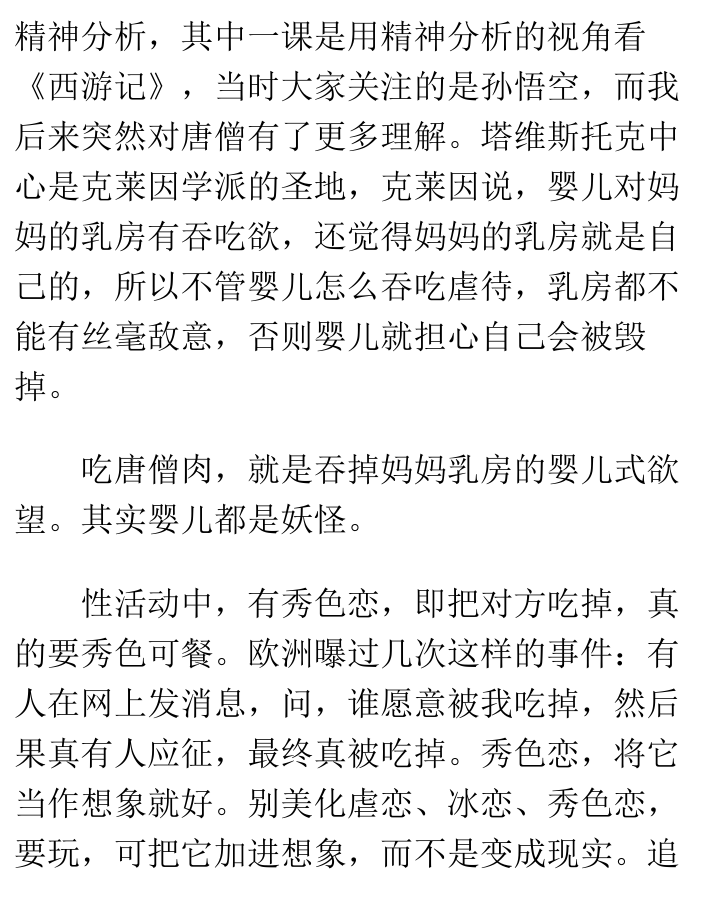 精神分析，其中一课是用精神分析的视角看
《西游记》，当时大家关注的是孙悟空，而我
后来突然对唐僧有了更多理解。塔维斯托克中
心是克莱因学派的圣地，克莱因说，婴儿对妈
妈的乳房有吞吃欲，还觉得妈妈的乳房就是自
己的，所以不管婴儿怎么吞吃虐待，乳房都不
能有丝毫敌意，否则婴儿就担心自己会被毁
掉。
吃唐僧肉，就是吞掉妈妈乳房的婴儿式欲
望。其实婴儿都是妖怪。
性活动中，有秀色恋，即把对方吃掉，真
的要秀色可餐。欧洲曝过几次这样的事件：有
人在网上发消息，问，谁愿意被我吃掉，然后
果真有人应征，最终真被吃掉。秀色恋，将它
当作想象就好。别美化虐恋、冰恋、秀色恋，
要玩，可把它加进想象，而不是变成现实。追